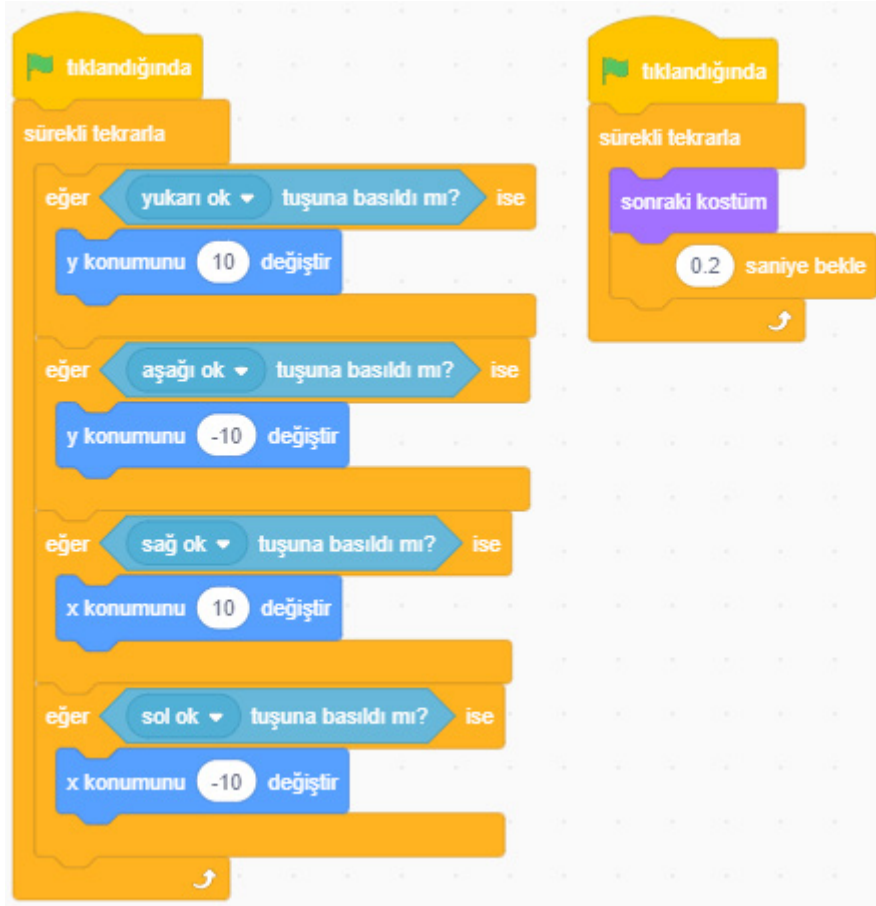 tıklandığında
sürekli tekrarla
eğer yukarı ok tuşuna basıldı mı? ise
y konumunu 10 değiştir
eğer aşağı ok tuşuna basıldı mı? ise
y konumunu -10 değiştir
eğer sağ ok tuşuna basıldı mı? ise
x konumunu 10 değiştir
eğer sol ok tuşuna basıldı mı? ise
x konumunu -10 değiştir
tıklandığında
sürekli tekrarla
sonraki kostüm
0.2 saniye bekle